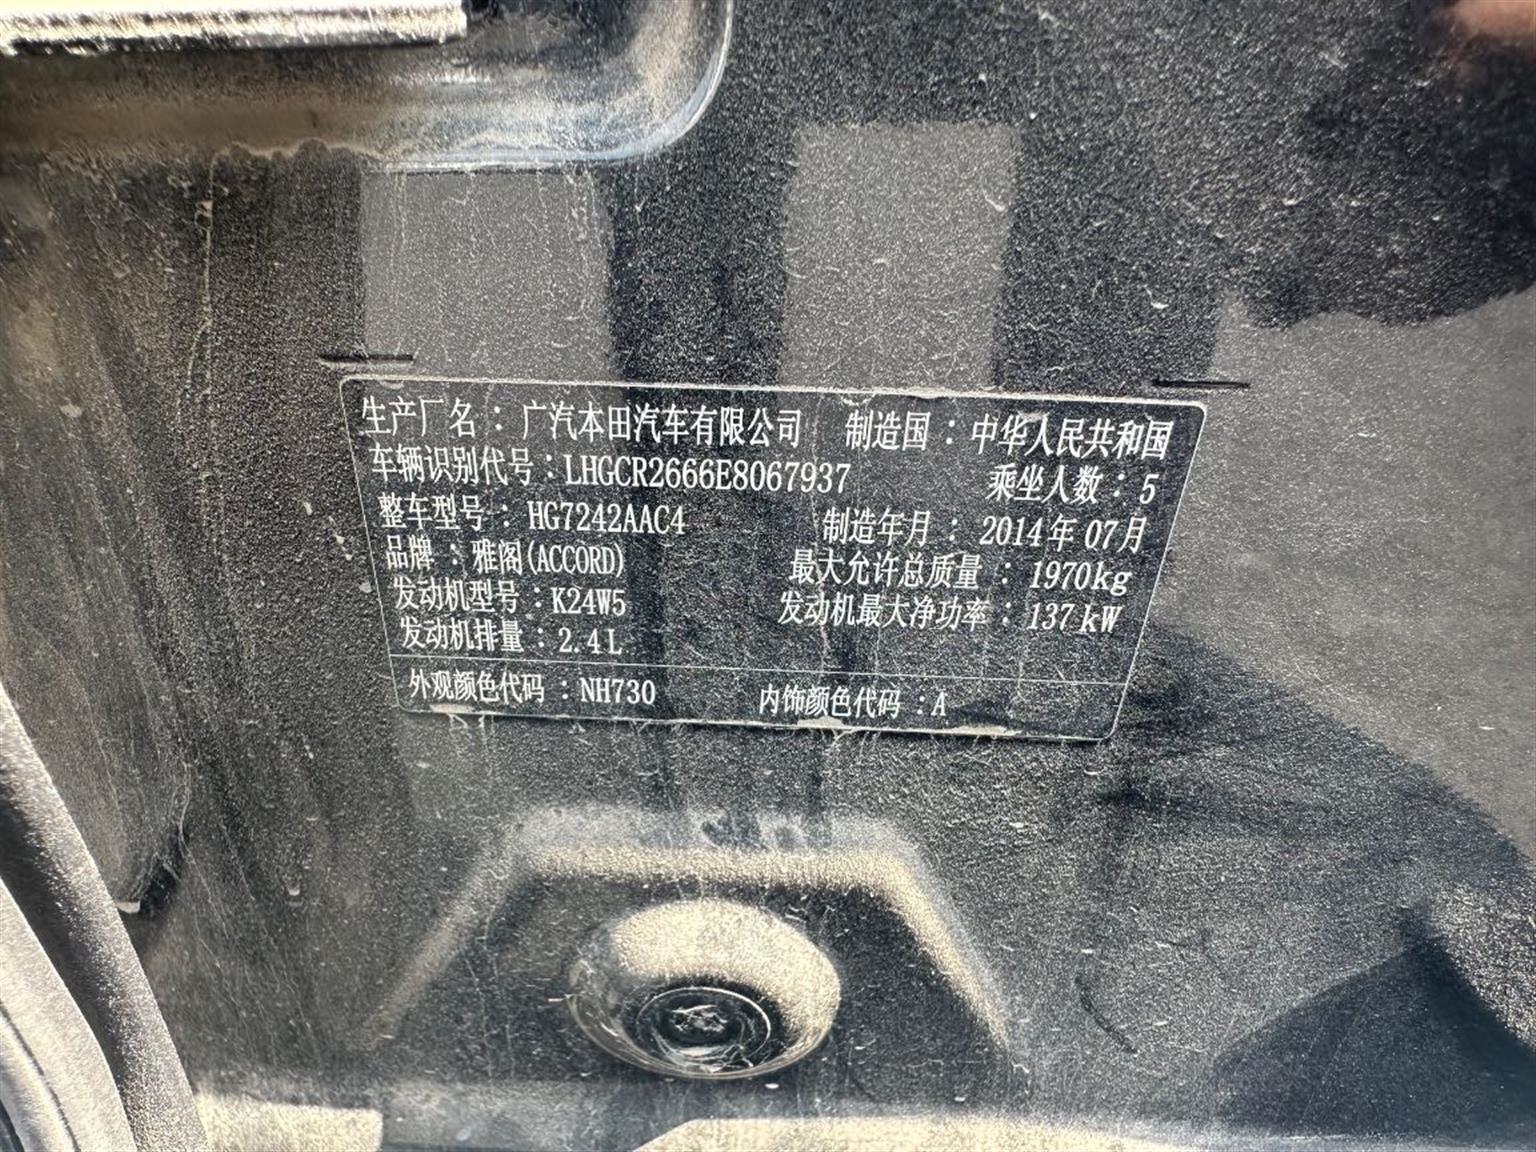 生产厂名：广汽本田汽车有限公司 制造国：中华人民共和国
车辆识别代号：LHGCR2666E8067937 乘坐人数：5
整车型号：HG7242AAC4 制造年月：2014年07月
品牌：雅阁(ACCORD) 最大允许总质量：1970kg
发动机型号：K24W5 发动机最大净功率：137kW
发动机排量：2.4L
外观颜色代码：NH730 内饰颜色代码：A